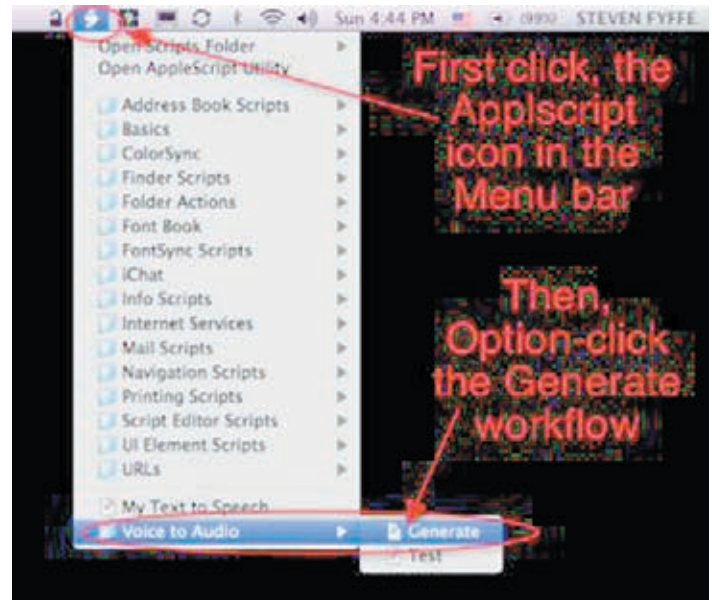 Sun 4:44 PM (99%) STEVEN FYFFE
Open Scripts Folder
Open AppleScript Utility
Address Book Scripts
Basics
ColorSync
Finder Scripts
Folder Actions
Font Book
FontSync Scripts
iChat
Info Scripts
Internet Services
Mail Scripts
Navigation Scripts
Printing Scripts
Script Editor Scripts
UI Element Scripts
URLs
My Text to Speech
Voice to Audio
Generate
Test
First click, the
Applscript
icon in the
Menu bar
Then,
Option-click
the Generate
workflow